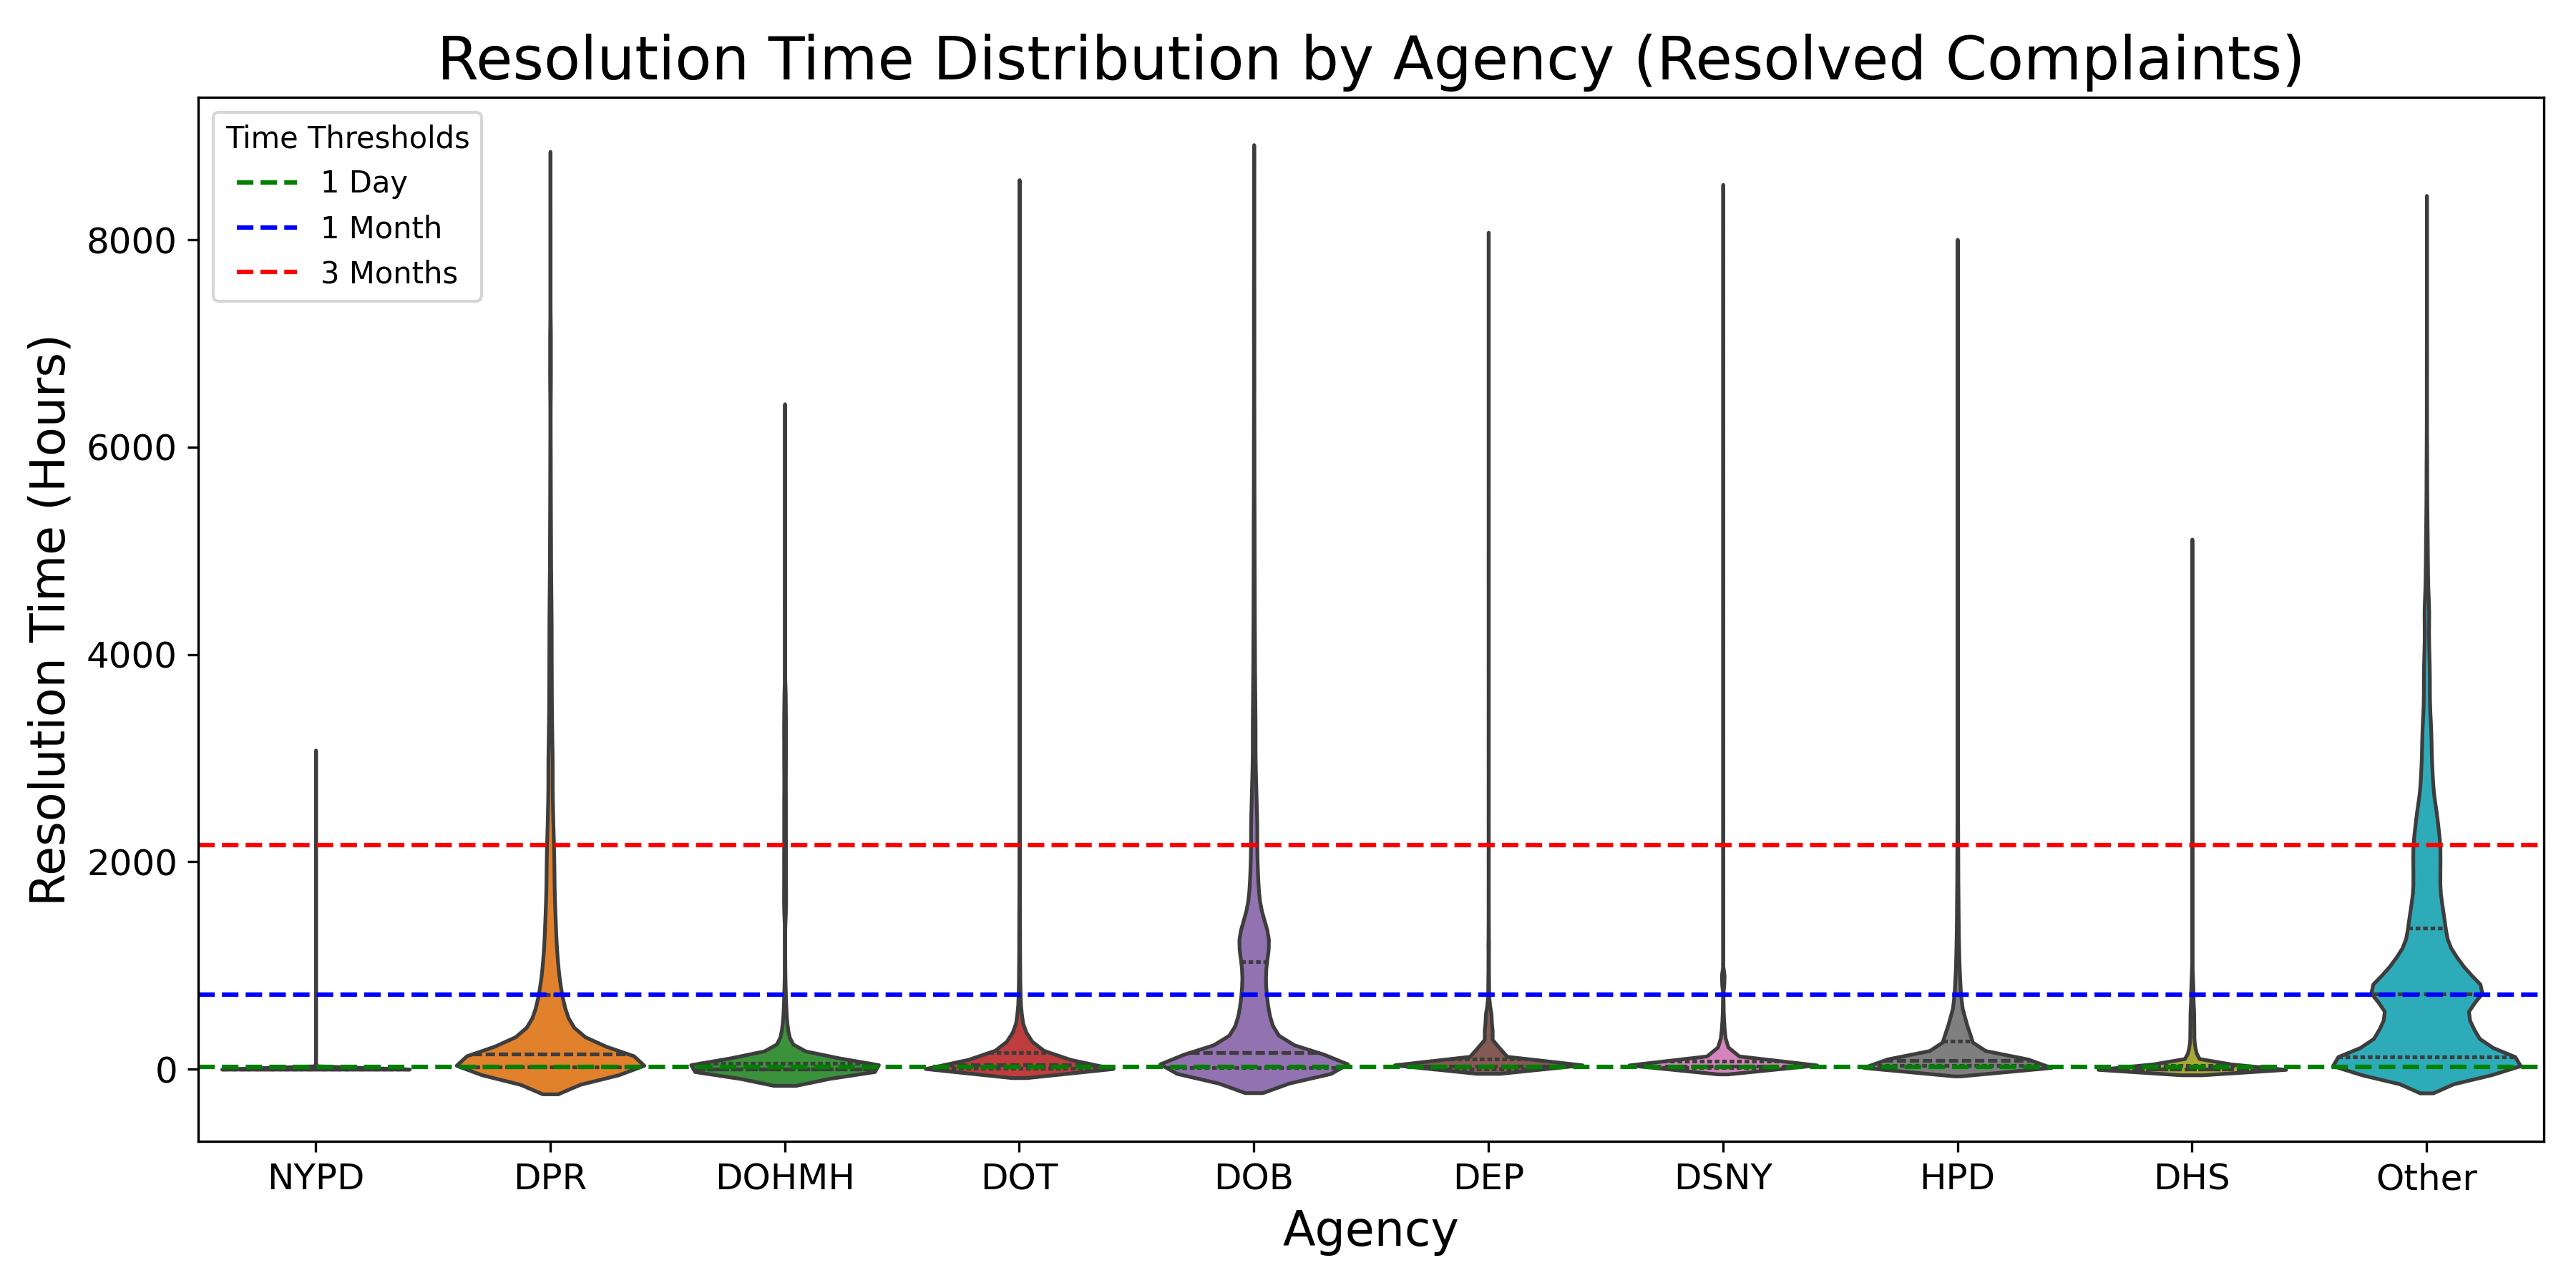 Resolution Time Distribution by Agency (Resolved Complaints)
Time Thresholds
1 Day
1 Month
3 Months
Resolution Time (Hours)
8000
6000
4000
2000
0
NYPD DPR DOHMH DOT DOB DEP DSNY HPD DHS Other
Agency